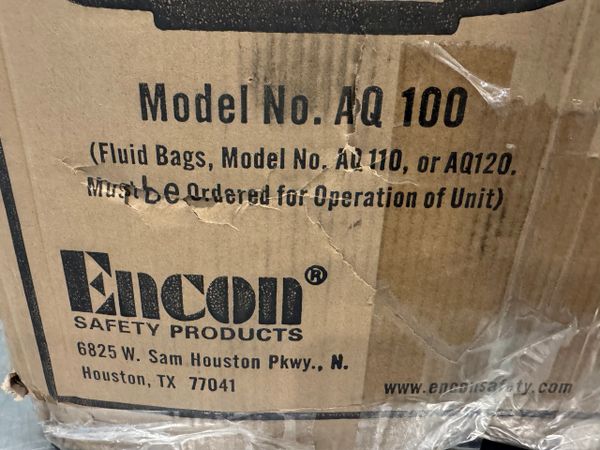 Model No. AQ 100
(Fluid Bags, Model No. AQ 110, or AQ120.
Must be Ordered for Operation of Unit)
Encon®
SAFETY PRODUCTS
6825 W. Sam Houston Pkwy., N.
Houston, TX 77041
www.enconsafety.com